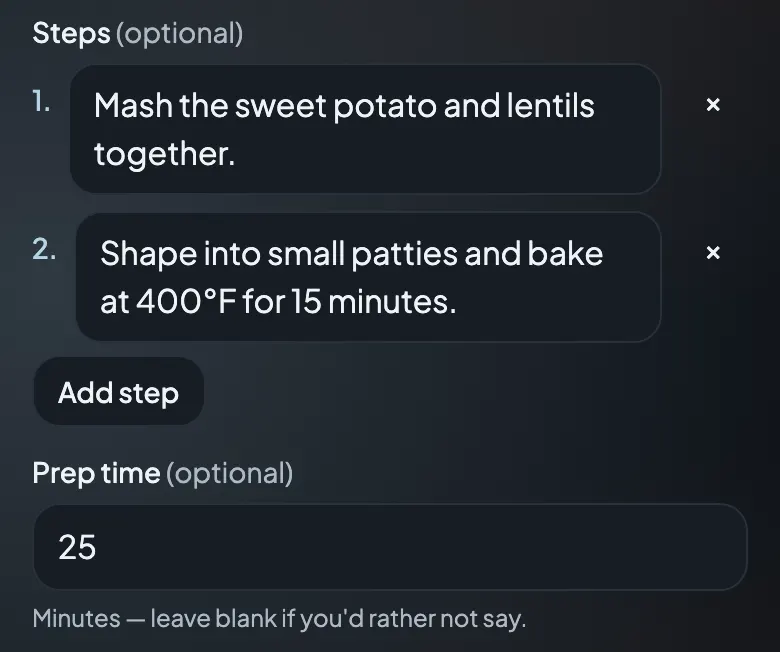 Steps (optional)
1. Mash the sweet potato and lentils ×
together.
2. Shape into small patties and bake ×
at 400°F for 15 minutes.
Add step
Prep time (optional)
25
Minutes — leave blank if you'd rather not say.